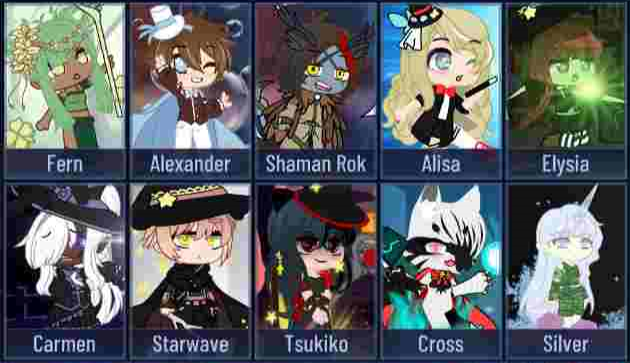 Fern
Alexander
Shaman Rok
Alisa
Elysia
Carmen
Starwave
Tsukiko
Cross
Silver